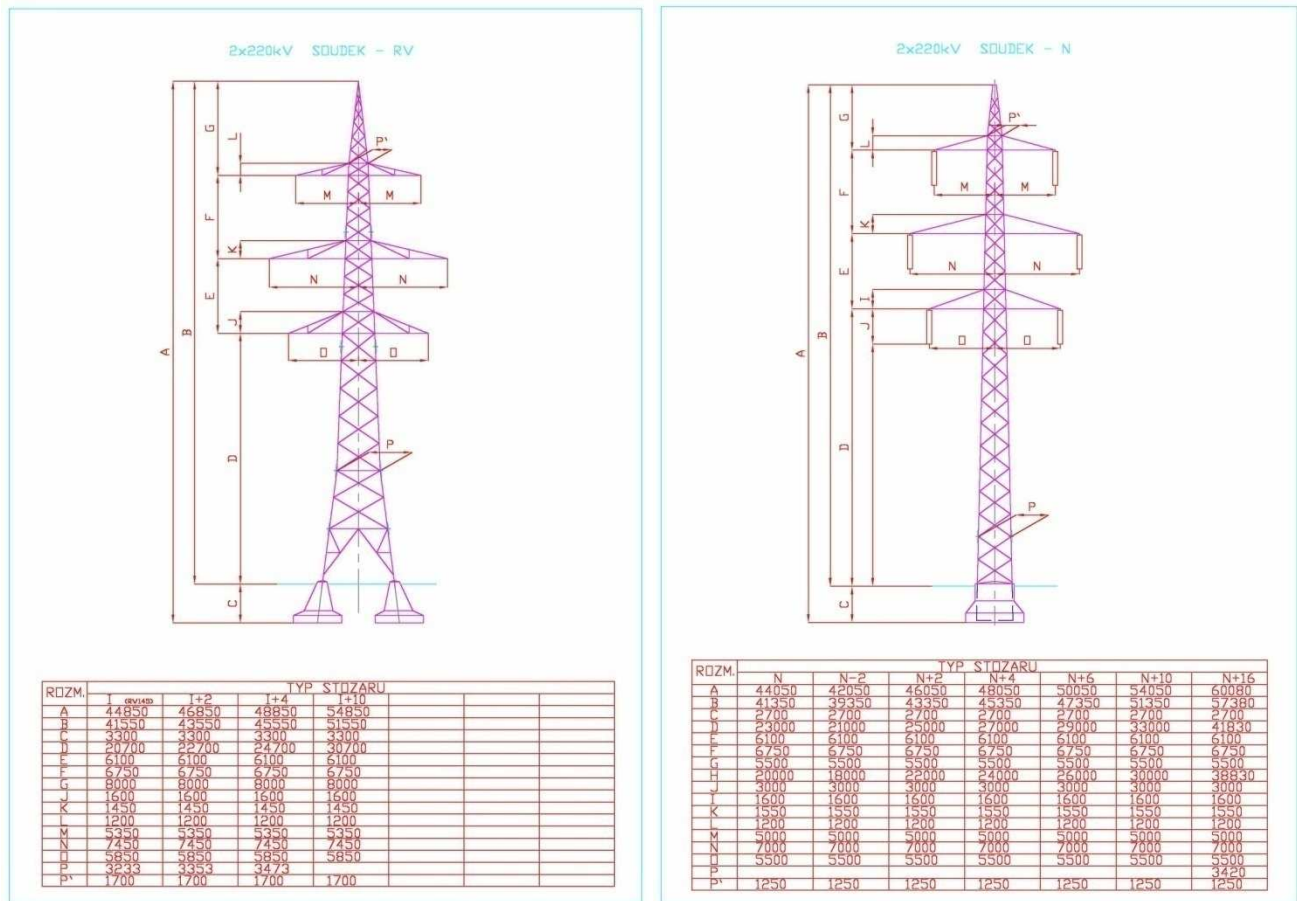 2x220kV SOUDEK - RV
G
L
P'
M M
F
K
N N
E
J
B
A
O O
D
P
C
ROZM. TYP STOZARU
I (RV145) I+2 I+4 I+10
A 44850 46850 48850 54850
B 41550 43550 45550 51550
C 3300 3300 3300 3300
D 20700 22700 24700 30700
E 6100 6100 6100 6100
F 6750 6750 6750 6750
G 8000 8000 8000 8000
J 1600 1600 1600 1600
K 1450 1450 1450 1450
L 1200 1200 1200 1200
M 5350 5350 5350 5350
N 7450 7450 7450 7450
O 5850 5850 5850 5850
P 3233 3353 3473
P' 1700 1700 1700 1700
2x220kV SOUDEK - N
G
P'
L
M M
F
K
N N
E
I
J
B
A
O O
D
P
C
ROZM. TYP STOZARU
N N-2 N+2 N+4 N+6 N+10 N+16
A 44050 42050 46050 48050 50050 54050 60080
B 41350 39350 43350 45350 47350 51350 57380
C 2700 2700 2700 2700 2700 2700 2700
D 23000 21000 25000 27000 29000 33000 41830
E 6100 6100 6100 6100 6100 6100 6100
F 6750 6750 6750 6750 6750 6750 6750
G 5500 5500 5500 5500 5500 5500 5500
H 20000 18000 22000 24000 26000 30000 38830
J 3000 3000 3000 3000 3000 3000 3000
I 1600 1600 1600 1600 1600 1600 1600
K 1550 1550 1550 1550 1550 1550 1550
L 1200 1200 1200 1200 1200 1200 1200
M 5000 5000 5000 5000 5000 5000 5000
N 7000 7000 7000 7000 7000 7000 7000
O 5500 5500 5500 5500 5500 5500 5500
P 3420
P' 1250 1250 1250 1250 1250 1250 1250